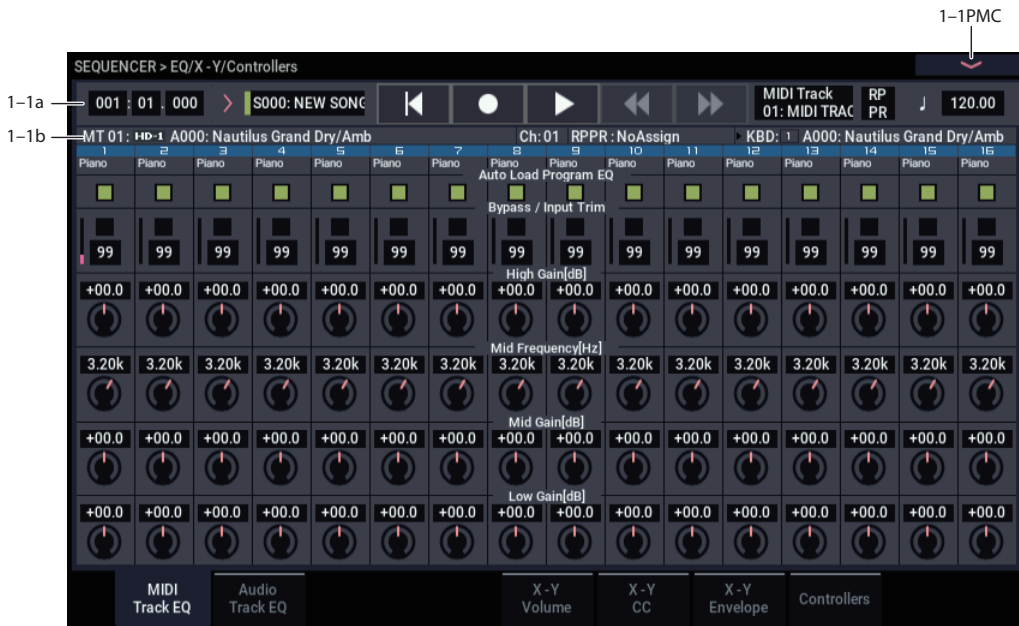 1–1PMC
SEQUENCER > EQ/X-Y/Controllers
1–1a
001 : 01 . 000 S000: NEW SONG MIDI Track RP ♩ 120.00
01: MIDI TRAC PR
1–1b
MT 01: HD-1 A000: Nautilus Grand Dry/Amb Ch: 01 RPPR : NoAssign KBD: 1 A000: Nautilus Grand Dry/Amb
1 2 3 4 5 6 7 8 9 10 11 12 13 14 15 16
Piano Piano Piano Piano Piano Piano Piano Piano Piano Piano Piano Piano Piano Piano Piano Piano
Auto Load Program EQ
Bypass / Input Trim
99 99 99 99 99 99 99 99 99 99 99 99 99 99 99 99
High Gain[dB]
+00.0 +00.0 +00.0 +00.0 +00.0 +00.0 +00.0 +00.0 +00.0 +00.0 +00.0 +00.0 +00.0 +00.0 +00.0 +00.0
Mid Frequency[Hz]
3.20k 3.20k 3.20k 3.20k 3.20k 3.20k 3.20k 3.20k 3.20k 3.20k 3.20k 3.20k 3.20k 3.20k 3.20k 3.20k
Mid Gain[dB]
+00.0 +00.0 +00.0 +00.0 +00.0 +00.0 +00.0 +00.0 +00.0 +00.0 +00.0 +00.0 +00.0 +00.0 +00.0 +00.0
Low Gain[dB]
+00.0 +00.0 +00.0 +00.0 +00.0 +00.0 +00.0 +00.0 +00.0 +00.0 +00.0 +00.0 +00.0 +00.0 +00.0 +00.0
MIDI Audio X-Y X-Y X-Y Controllers
Track EQ Track EQ Volume CC Envelope